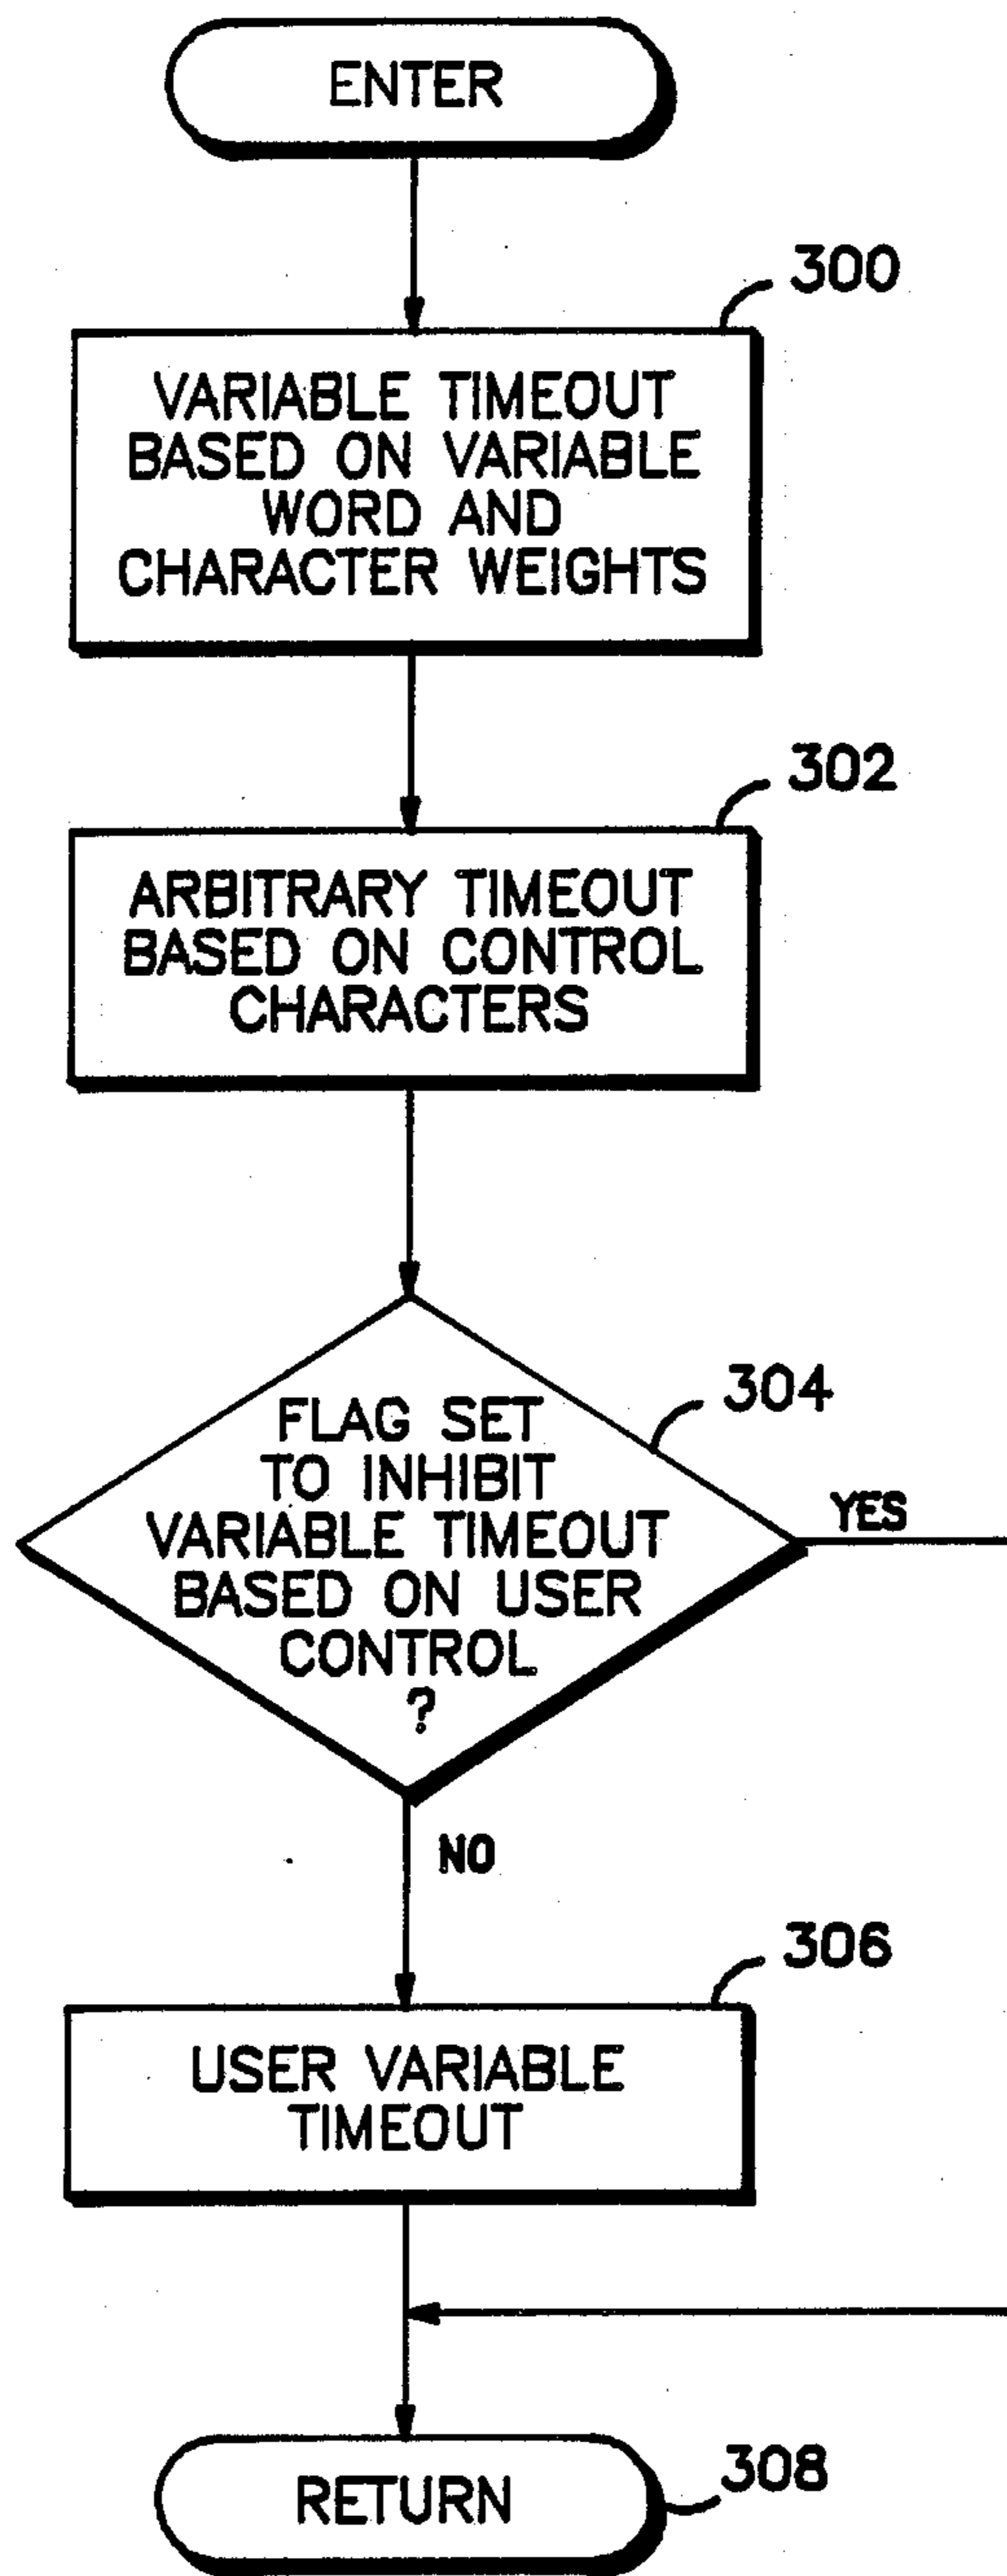 ENTER
300
VARIABLE TIMEOUT
BASED ON VARIABLE
WORD AND
CHARACTER WEIGHTS
302
ARBITRARY TIMEOUT
BASED ON CONTROL
CHARACTERS
304
FLAG SET
TO INHIBIT
VARIABLE TIMEOUT
BASED ON USER
CONTROL
?
YES
NO
306
USER VARIABLE
TIMEOUT
RETURN
308